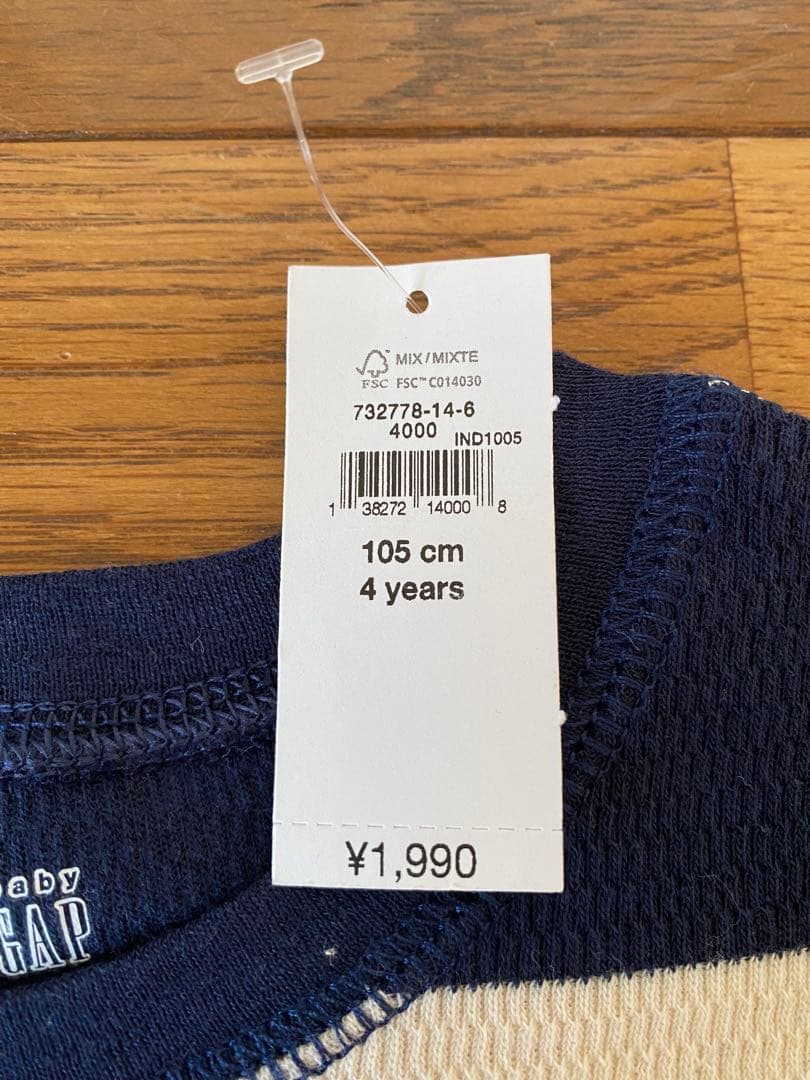 MIX / MIXTE
FSC FSC™ C014030
732778-14-6
4000 IND1005
1 38272 14000 8
105 cm
4 years
¥1,990
baby
GAP